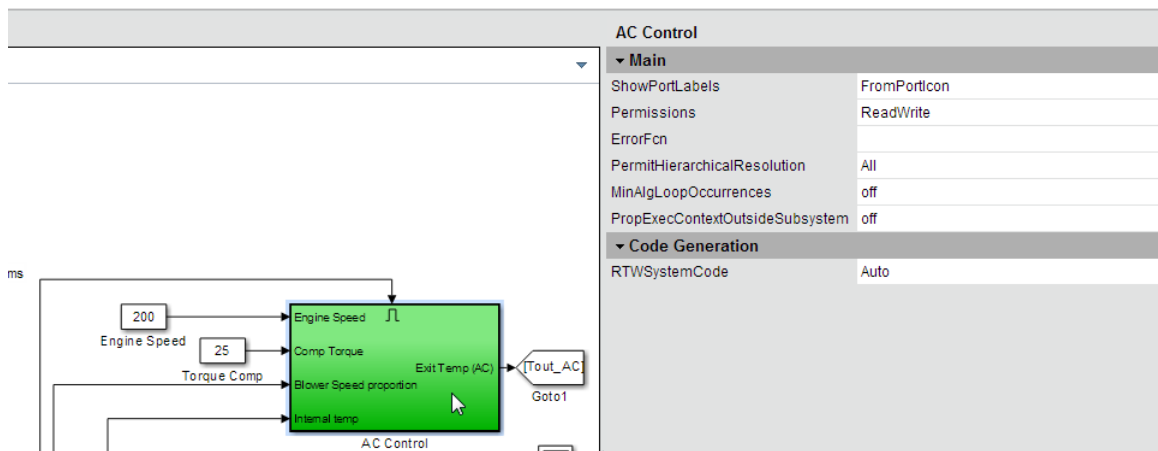 AC Control
Main
ShowPortLabels FromPortIcon
Permissions ReadWrite
ErrorFcn
PermitHierarchicalResolution All
MinAlgLoopOccurrences off
PropExecContextOutsideSubsystem off
Code Generation
RTWSystemCode Auto
ms
200
Engine Speed
25
Torque Comp
Engine Speed
Comp Torque
Exit Temp (AC)
Blower Speed proportion
Internal temp
AC Control
[Tout_AC]
Goto1